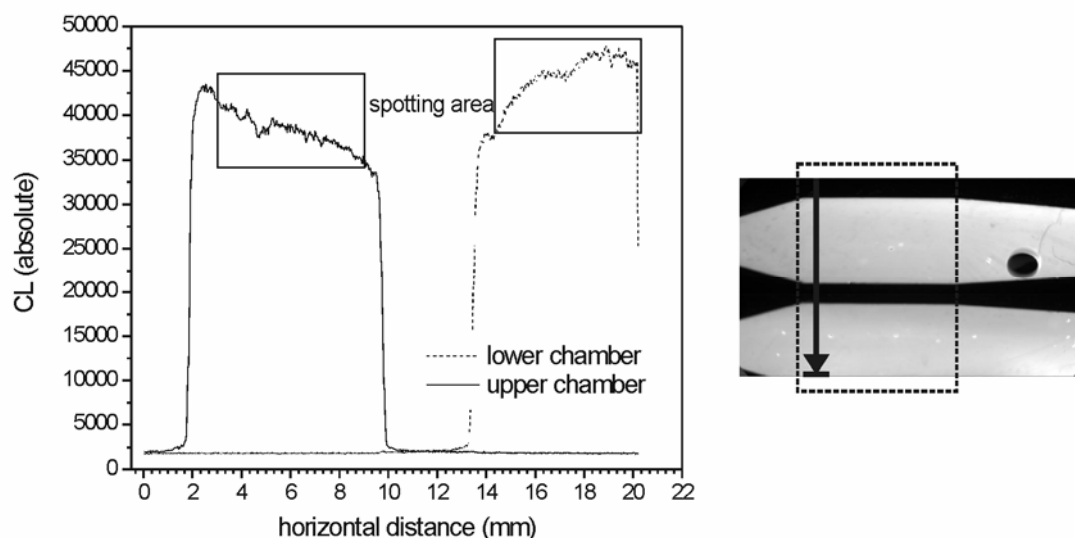 50000
45000
40000
35000
30000
25000
20000
15000
10000
5000
0
CL (absolute)
spotting area
lower chamber
upper chamber
0 2 4 6 8 10 12 14 16 18 20 22
horizontal distance (mm)